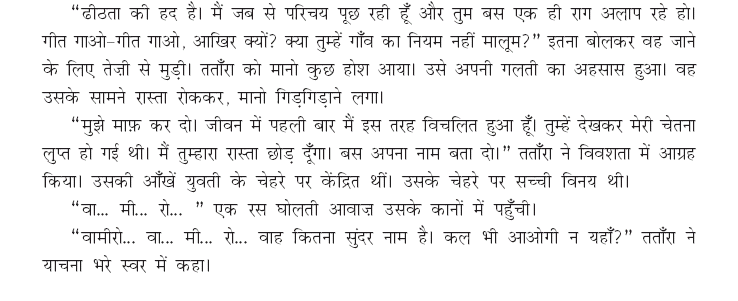 “ढीठता की हद है। मैं जब से परिचय पूछ रही हूँ और तुम बस एक ही राग अलाप रहे हो।
गीत गाओ-गीत गाओ, आखिर क्यों? क्या तुम्हें गाँव का नियम नहीं मालूम?” इतना बोलकर वह जाने
के लिए तेज़ी से मुड़ी। तताँरा को मानो कुछ होश आया। उसे अपनी गलती का अहसास हुआ। वह
उसके सामने रास्ता रोककर, मानो गिड़गिड़ाने लगा।
“मुझे माफ़ कर दो। जीवन में पहली बार मैं इस तरह विचलित हुआ हूँ। तुम्हें देखकर मेरी चेतना
लुप्त हो गई थी। मैं तुम्हारा रास्ता छोड़ दूँगा। बस अपना नाम बता दो।” तताँरा ने विवशता में आग्रह
किया। उसकी आँखें युवती के चेहरे पर केंद्रित थीं। उसके चेहरे पर सच्ची विनय थी।
“वा... मी... रो... ” एक रस घोलती आवाज़ उसके कानों में पहुँची।
“वामीरो... वा... मी... रो... वाह कितना सुंदर नाम है। कल भी आओगी न यहाँ?” तताँरा ने
याचना भरे स्वर में कहा।